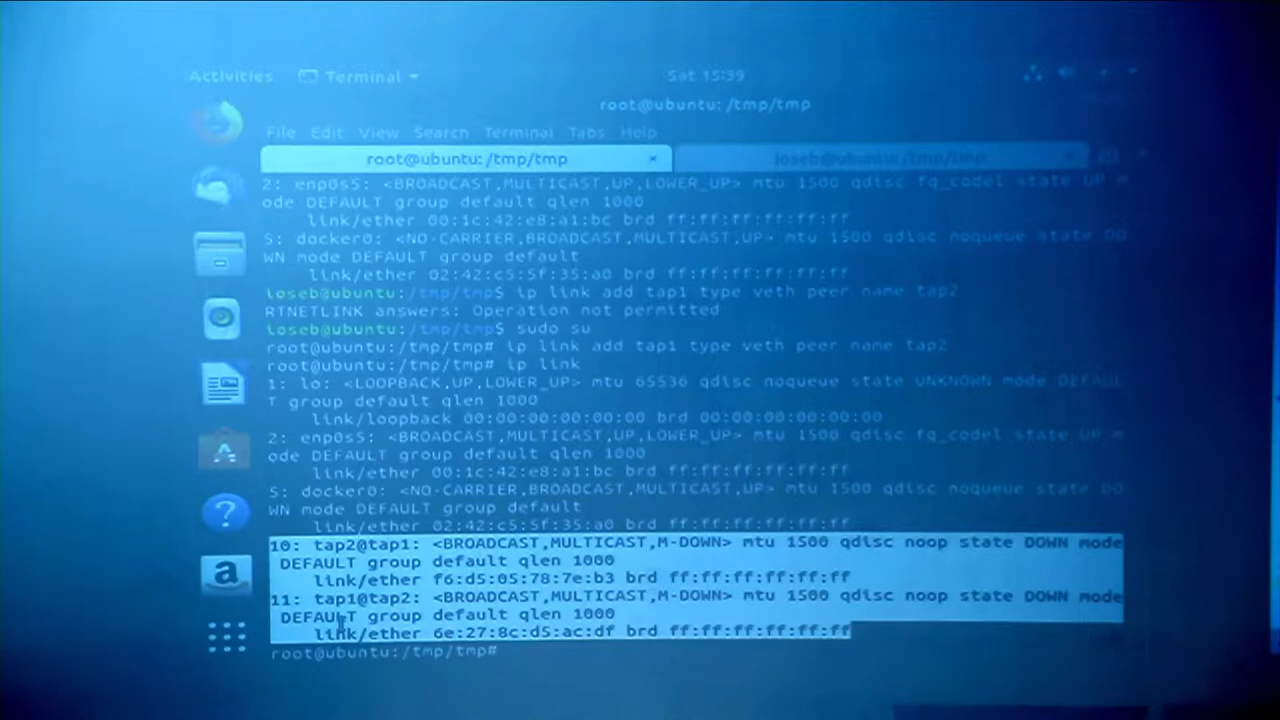 Activities Terminal Sat 15:39
root@ubuntu: /tmp/tmp
File Edit View Search Terminal Tabs Help
root@ubuntu: /tmp/tmp × ioseb@ubuntu: /tmp/tmp ×
2: enp0s5: <BROADCAST,MULTICAST,UP,LOWER_UP> mtu 1500 qdisc fq_codel state UP m
ode DEFAULT group default qlen 1000
link/ether 00:1c:42:e8:a1:bc brd ff:ff:ff:ff:ff:ff
5: docker0: <NO-CARRIER,BROADCAST,MULTICAST,UP> mtu 1500 qdisc noqueue state DO
WN mode DEFAULT group default
link/ether 02:42:c5:5f:35:a0 brd ff:ff:ff:ff:ff:ff
ioseb@ubuntu:/tmp/tmp$ ip link add tap1 type veth peer name tap2
RTNETLINK answers: Operation not permitted
ioseb@ubuntu:/tmp/tmp$ sudo su
root@ubuntu:/tmp/tmp# ip link add tap1 type veth peer name tap2
root@ubuntu:/tmp/tmp# ip link
1: lo: <LOOPBACK,UP,LOWER_UP> mtu 65536 qdisc noqueue state UNKNOWN mode DEFAUL
T group default qlen 1000
link/loopback 00:00:00:00:00:00 brd 00:00:00:00:00:00
2: enp0s5: <BROADCAST,MULTICAST,UP,LOWER_UP> mtu 1500 qdisc fq_codel state UP m
ode DEFAULT group default qlen 1000
link/ether 00:1c:42:e8:a1:bc brd ff:ff:ff:ff:ff:ff
5: docker0: <NO-CARRIER,BROADCAST,MULTICAST,UP> mtu 1500 qdisc noqueue state DO
WN mode DEFAULT group default
link/ether 02:42:c5:5f:35:a0 brd ff:ff:ff:ff:ff:ff
10: tap2@tap1: <BROADCAST,MULTICAST,M-DOWN> mtu 1500 qdisc noop state DOWN mode
DEFAULT group default qlen 1000
link/ether f6:d5:05:78:7e:b3 brd ff:ff:ff:ff:ff:ff
11: tap1@tap2: <BROADCAST,MULTICAST,M-DOWN> mtu 1500 qdisc noop state DOWN mode
DEFAULT group default qlen 1000
link/ether 6e:27:8c:d5:ac:df brd ff:ff:ff:ff:ff:ff
root@ubuntu:/tmp/tmp#